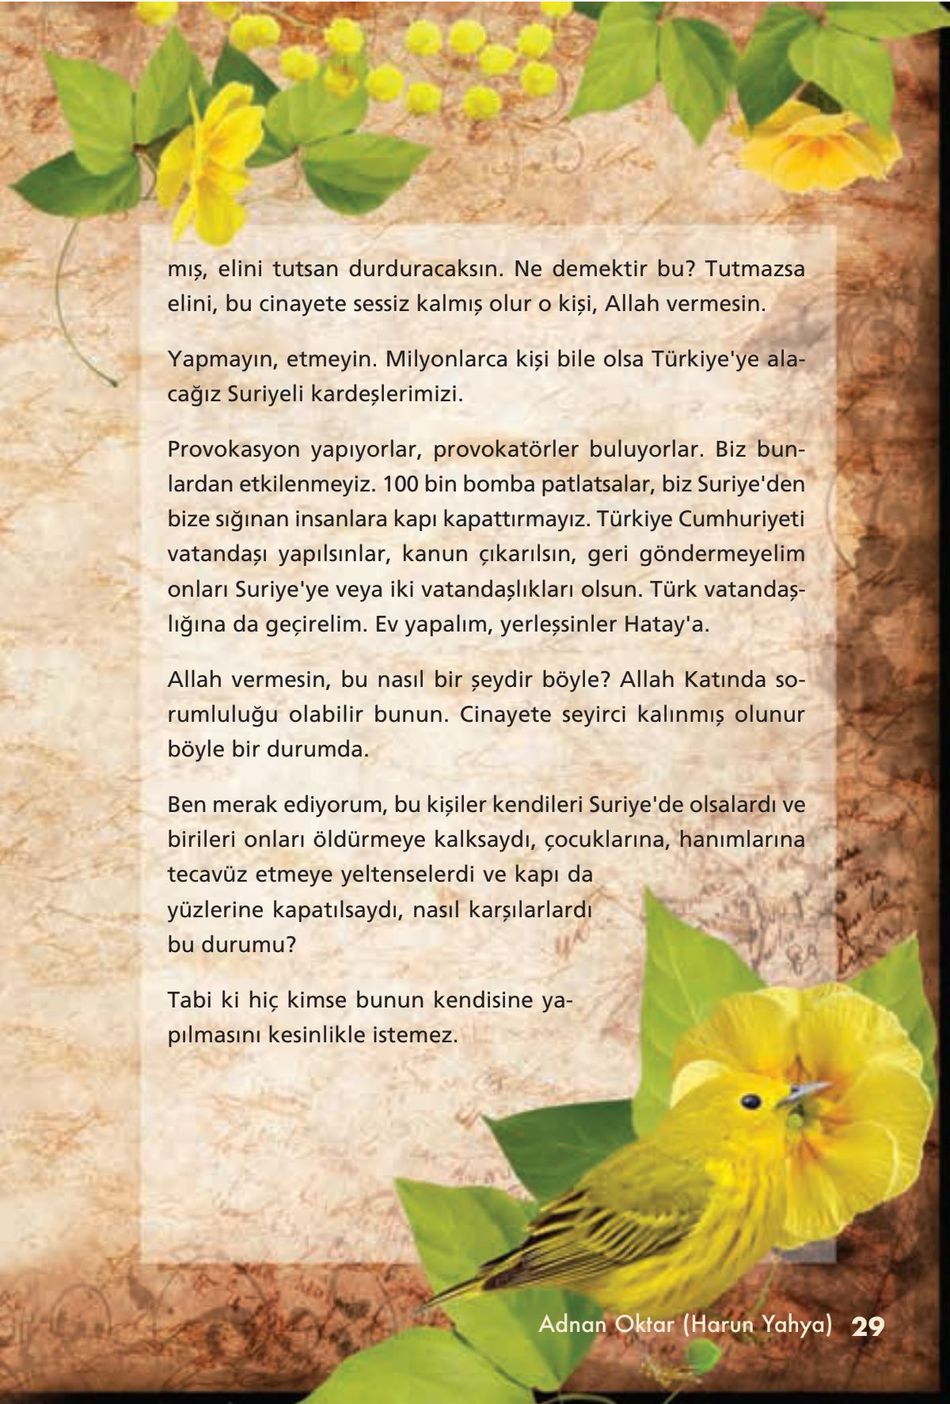 mış, elini tutsan durduracaksın. Ne demektir bu? Tutmazsa
elini, bu cinayete sessiz kalmış olur o kişi, Allah vermesin.
Yapmayın, etmeyin. Milyonlarca kişi bile olsa Türkiye'ye ala-
cağız Suriyeli kardeşlerimizi.
Provokasyon yapıyorlar, provokatörler buluyorlar. Biz bun-
lardan etkilenmeyiz. 100 bin bomba patlatsalar, biz Suriye'den
bize sığınan insanlara kapı kapattırmayız. Türkiye Cumhuriyeti
vatandaşı yapılsınlar, kanun çıkarılsın, geri göndermeyelim
onları Suriye'ye veya iki vatandaşlıkları olsun. Türk vatandaş-
lığına da geçirelim. Ev yapalım, yerleşsinler Hatay'a.
Allah vermesin, bu nasıl bir şeydir böyle? Allah Katında so-
rumluluğu olabilir bunun. Cinayete seyirci kalınmış olunur
böyle bir durumda.
Ben merak ediyorum, bu kişiler kendileri Suriye'de olsalardı ve
birileri onları öldürmeye kalksaydı, çocuklarına, hanımlarına
tecavüz etmeye yeltenselerdi ve kapı da
yüzlerine kapatılsaydı, nasıl karşılarlardı
bu durumu?
Tabi ki hiç kimse bunun kendisine ya-
pılmasını kesinlikle istemez.
Adnan Oktar (Harun Yahya) 29